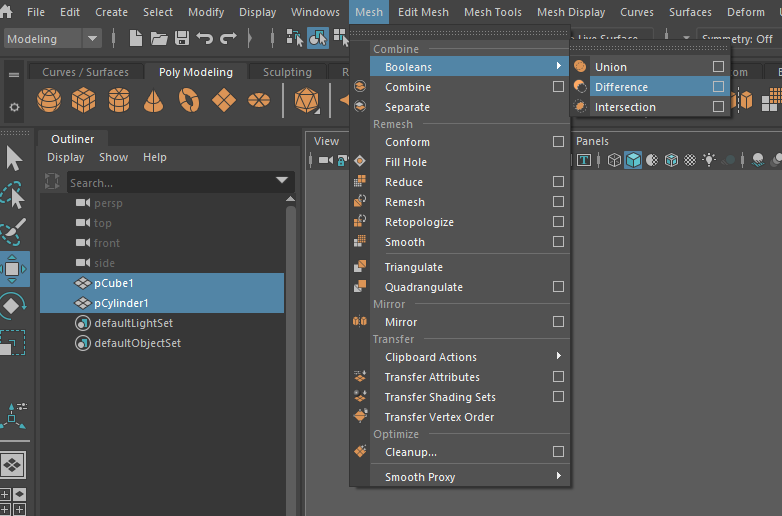 File Edit Create Select Modify Display Windows Mesh Edit Mesh Mesh Tools Mesh Display Curves Surfaces Deform
Modeling
Live Surface
Symmetry: Off
Curves / Surfaces Poly Modeling Sculpting
Outliner
Display Show Help
Search...
persp
top
front
side
pCube1
pCylinder1
defaultLightSet
defaultObjectSet
View
Panels
Combine
Booleans
Combine
Separate
Remesh
Conform
Fill Hole
Reduce
Remesh
Retopologize
Smooth
Triangulate
Quadrangulate
Mirror
Mirror
Transfer
Clipboard Actions
Transfer Attributes
Transfer Shading Sets
Transfer Vertex Order
Optimize
Cleanup...
Smooth Proxy
Union
Difference
Intersection